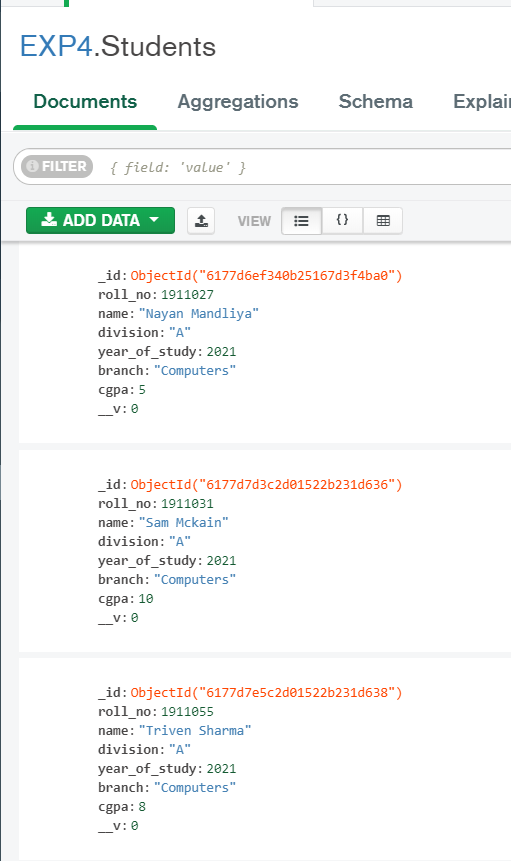 EXP4.Students
Documents Aggregations Schema Explai
FILTER { field: 'value' }
ADD DATA VIEW {}
_id: ObjectId("6177d6ef340b25167d3f4ba0")
roll_no: 1911027
name: "Nayan Mandliya"
division: "A"
year_of_study: 2021
branch: "Computers"
cgpa: 5
__v: 0
_id: ObjectId("6177d7d3c2d01522b231d636")
roll_no: 1911031
name: "Sam Mckain"
division: "A"
year_of_study: 2021
branch: "Computers"
cgpa: 10
__v: 0
_id: ObjectId("6177d7e5c2d01522b231d638")
roll_no: 1911055
name: "Triven Sharma"
division: "A"
year_of_study: 2021
branch: "Computers"
cgpa: 8
__v: 0